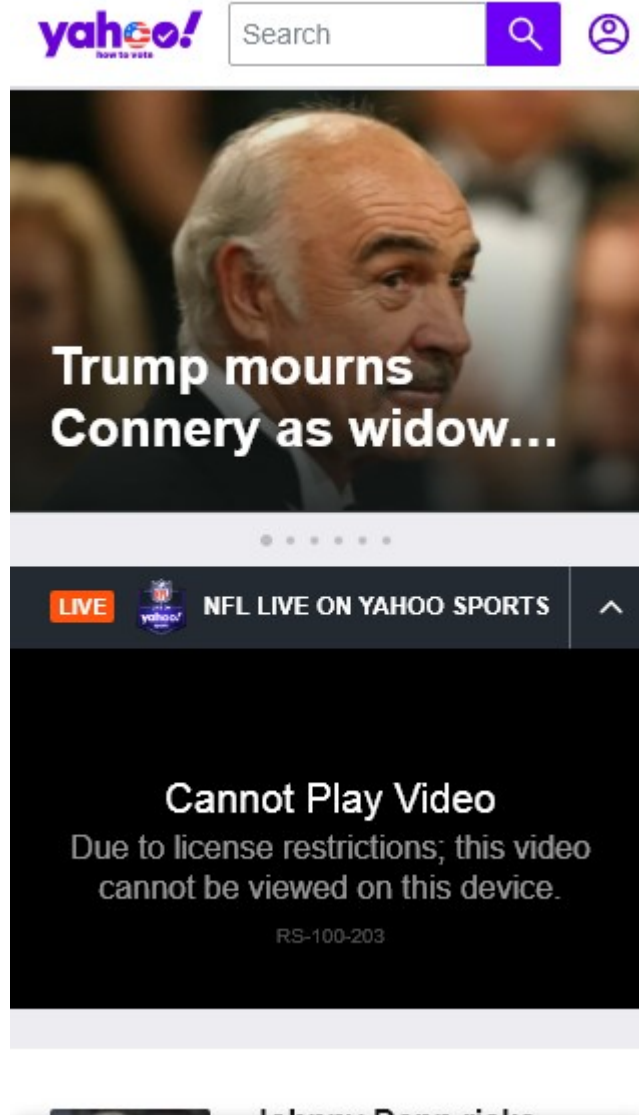 yahoo!
how to vote
Search
Trump mourns
Connery as widow...
LIVE
yahoo!
NFL LIVE ON YAHOO SPORTS
Cannot Play Video
Due to license restrictions; this video
cannot be viewed on this device.
RS-100-203